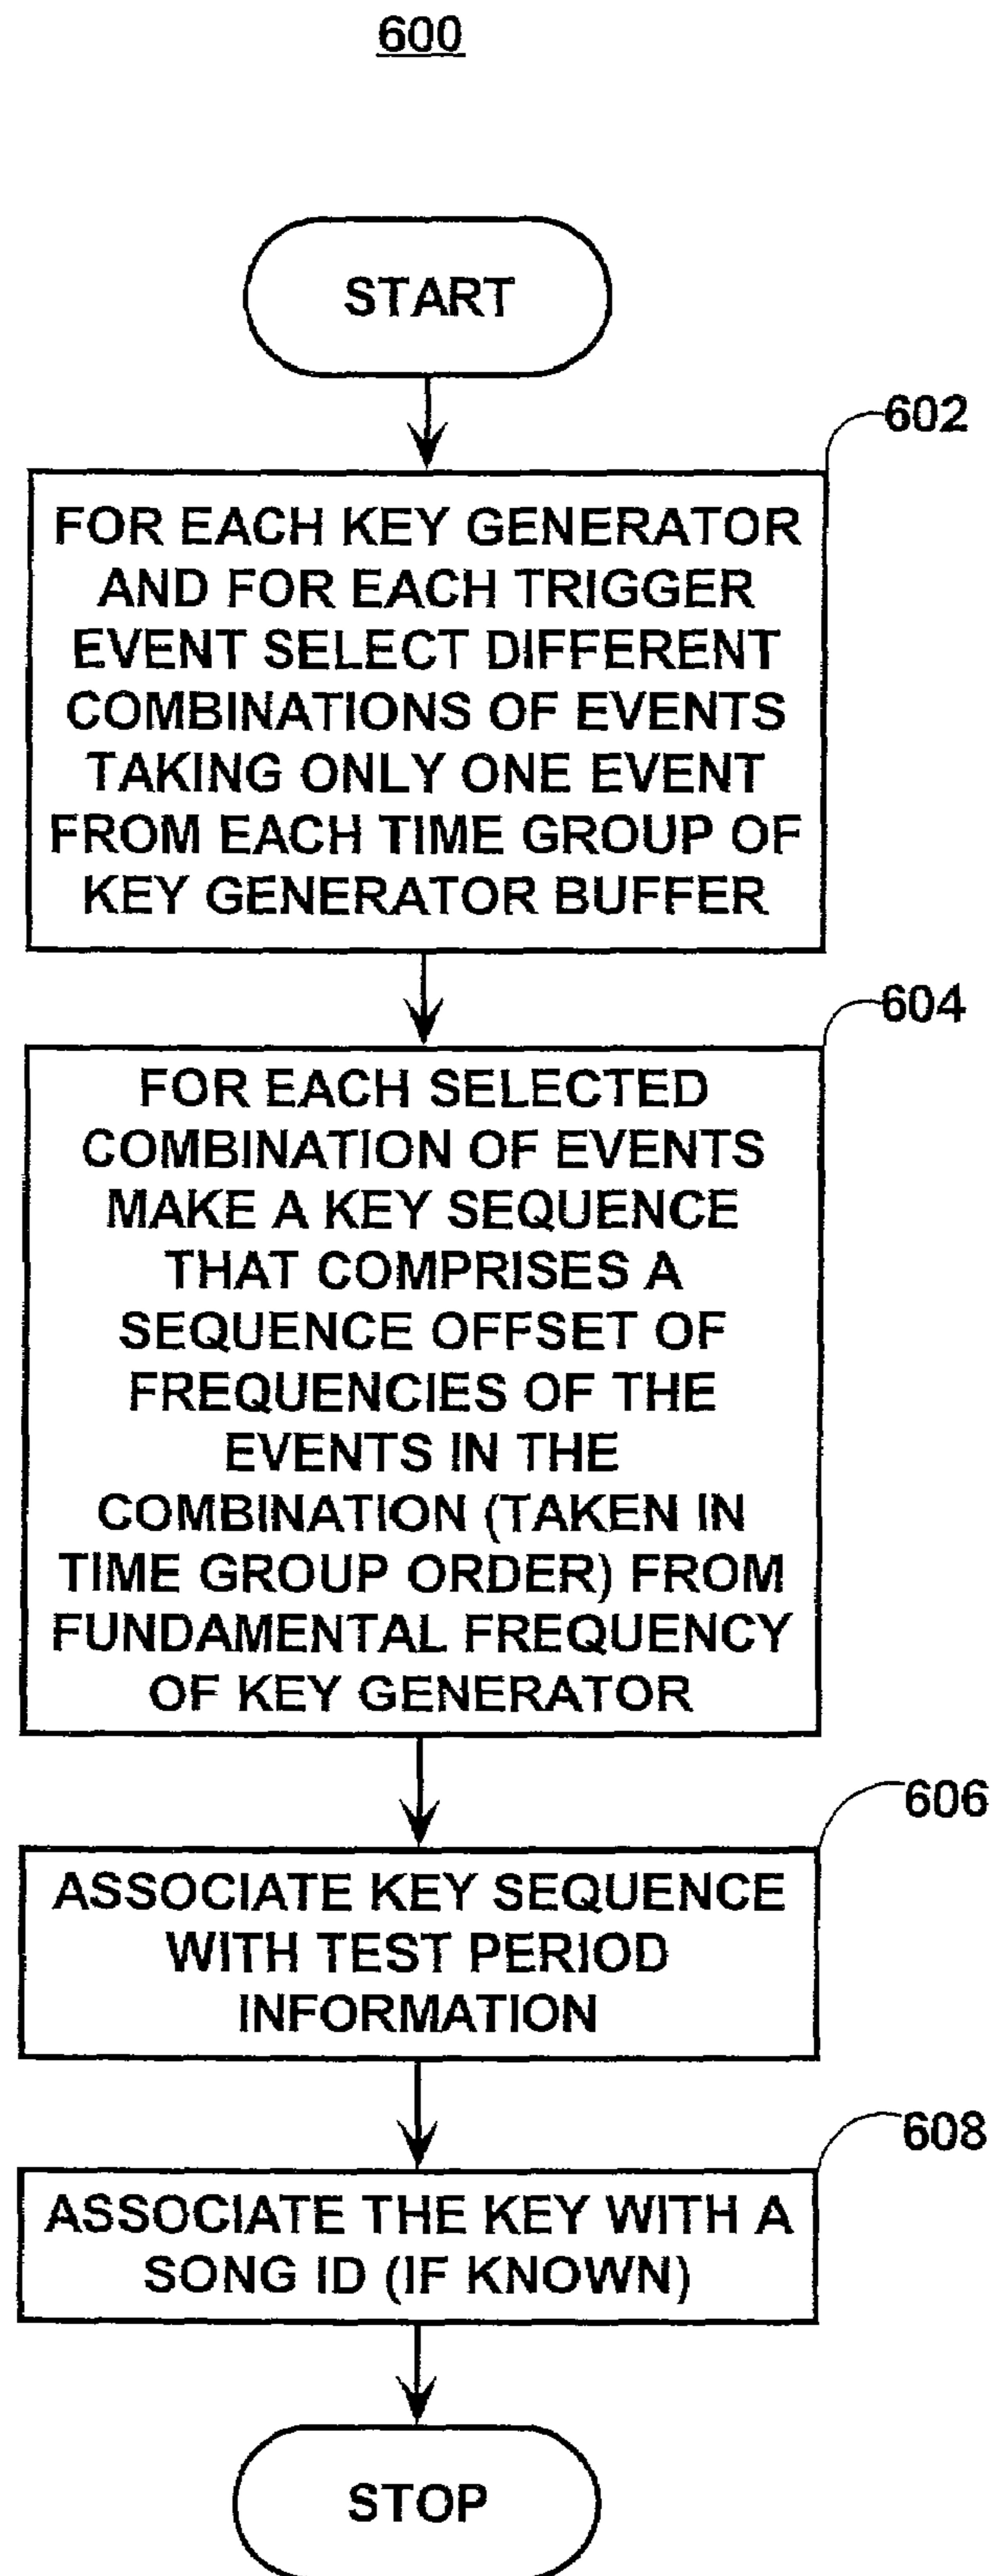 600
START
602
FOR EACH KEY GENERATOR
AND FOR EACH TRIGGER
EVENT SELECT DIFFERENT
COMBINATIONS OF EVENTS
TAKING ONLY ONE EVENT
FROM EACH TIME GROUP OF
KEY GENERATOR BUFFER
604
FOR EACH SELECTED
COMBINATION OF EVENTS
MAKE A KEY SEQUENCE
THAT COMPRISES A
SEQUENCE OFFSET OF
FREQUENCIES OF THE
EVENTS IN THE
COMBINATION (TAKEN IN
TIME GROUP ORDER) FROM
FUNDAMENTAL FREQUENCY
OF KEY GENERATOR
606
ASSOCIATE KEY SEQUENCE
WITH TEST PERIOD
INFORMATION
608
ASSOCIATE THE KEY WITH A
SONG ID (IF KNOWN)
STOP